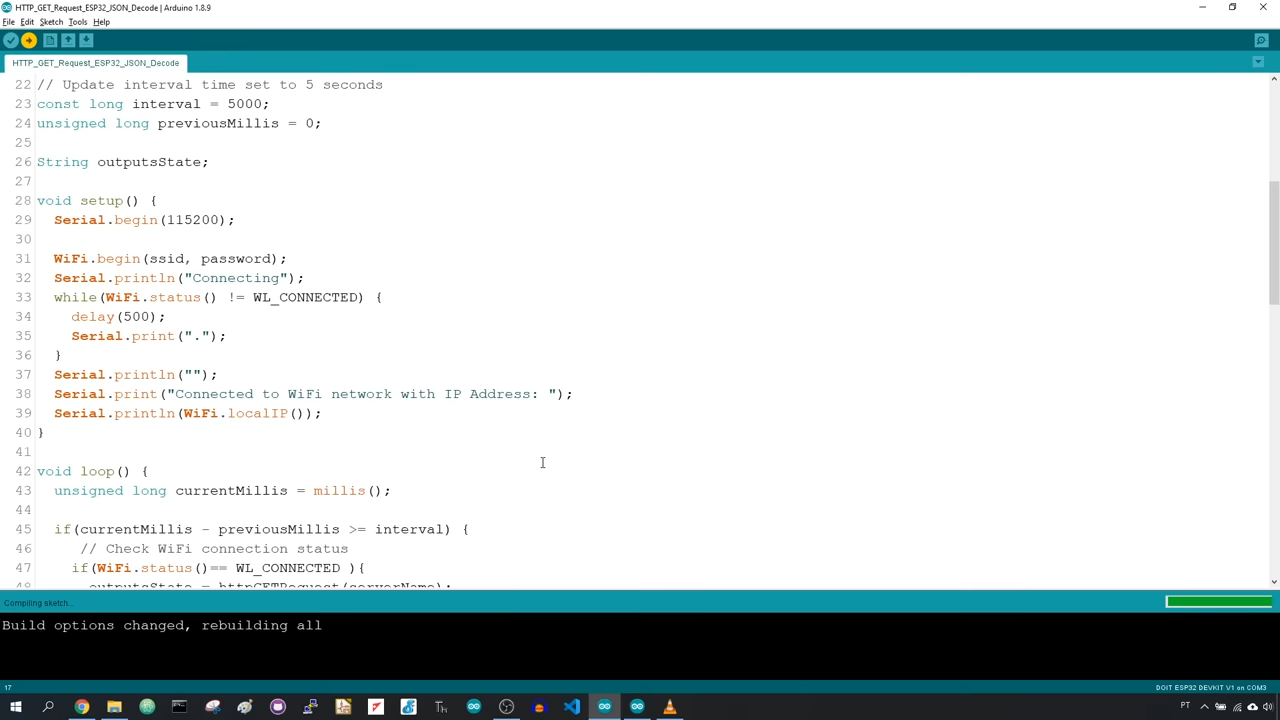 HTTP_GET_Request_ESP32_JSON_Decode | Arduino 1.8.9
File Edit Sketch Tools Help
HTTP_GET_Request_ESP32_JSON_Decode
22 // Update interval time set to 5 seconds
23 const long interval = 5000;
24 unsigned long previousMillis = 0;
25
26 String outputsState;
27
28 void setup() {
29 Serial.begin(115200);
30
31 WiFi.begin(ssid, password);
32 Serial.println("Connecting");
33 while(WiFi.status() != WL_CONNECTED) {
34 delay(500);
35 Serial.print(".");
36 }
37 Serial.println("");
38 Serial.print("Connected to WiFi network with IP Address: ");
39 Serial.println(WiFi.localIP());
40 }
41
42 void loop() {
43 unsigned long currentMillis = millis();
44
45 if(currentMillis - previousMillis >= interval) {
46 // Check WiFi connection status
47 if(WiFi.status()== WL_CONNECTED ){
48 outputsState = httpGETRequest(serverName);
Compiling sketch...
Build options changed, rebuilding all
17
DOIT ESP32 DEVKIT V1 on COM3
Th
PT